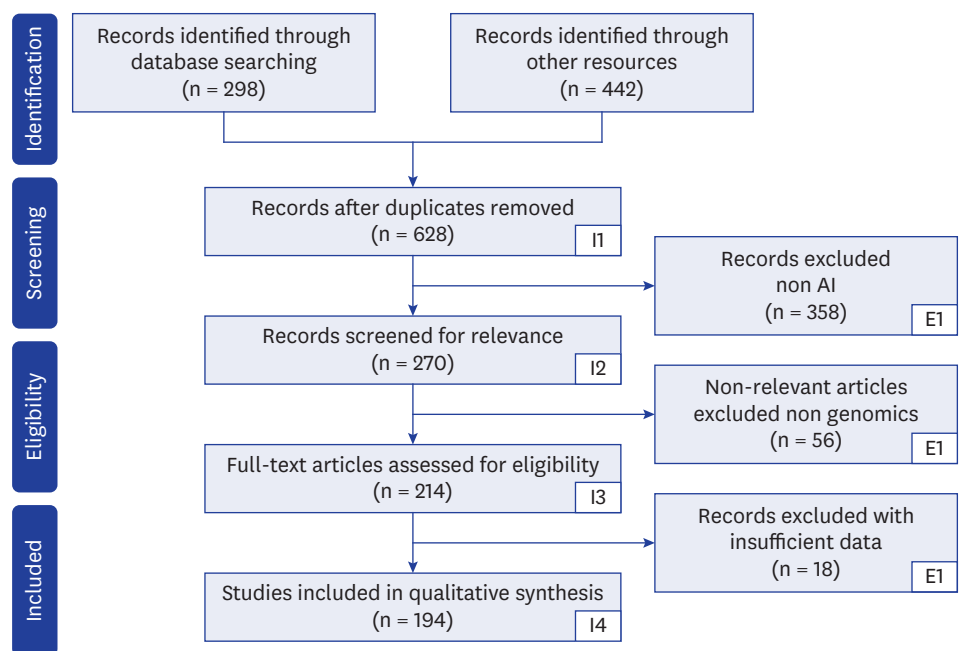 Identification
Records identified through
database searching
(n = 298)
Records identified through
other resources
(n = 442)
Screening
Records after duplicates removed
(n = 628)
I1
Records excluded
non AI
(n = 358)
E1
Records screened for relevance
(n = 270)
I2
Eligibility
Non-relevant articles
excluded non genomics
(n = 56)
E1
Full-text articles assessed for eligibility
(n = 214)
I3
Included
Records excluded with
insufficient data
(n = 18)
E1
Studies included in qualitative synthesis
(n = 194)
I4